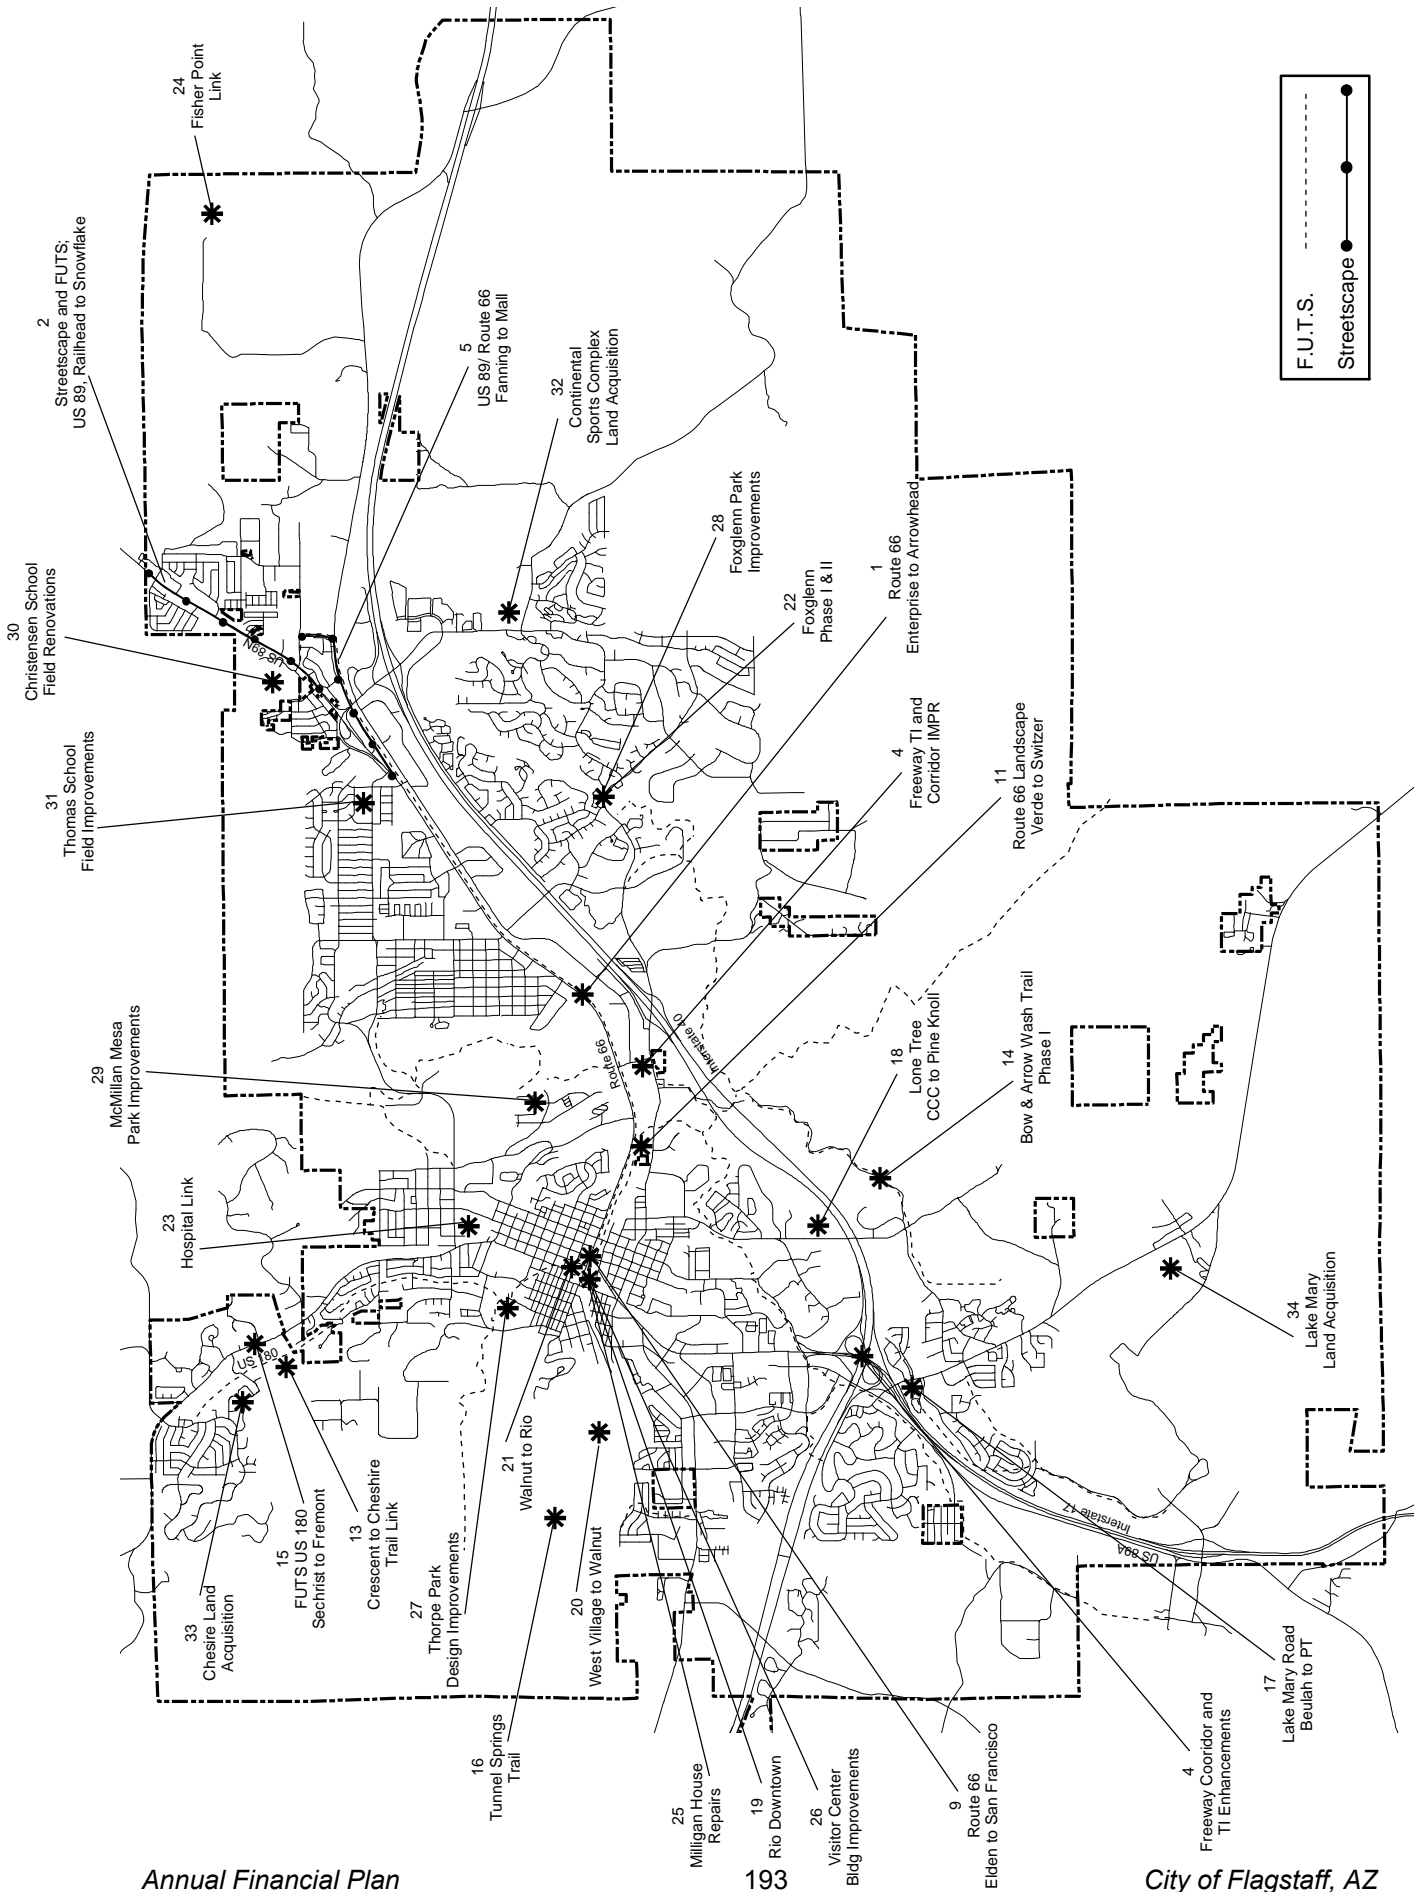 24
Fisher Point
Link
2
Streetscape and FUTS;
US 89, Railhead to Snowflake
5
US 89/ Route 66
Fanning to Mall
32
Continental
Sports Complex
Land Acquisition
30
Christensen School
Field Renovations
31
Thomas School
Field Improvements
28
Foxglenn Park
Improvements
22
Foxglenn
Phase I & II
1
Route 66
Enterprise to Arrowhead
4
Freeway TI and
Corridor IMPR
11
Route 66 Landscape
Verde to Switzer
29
McMillan Mesa
Park Improvements
18
Lone Tree
CCC to Pine Knoll
14
Bow & Arrow Wash Trail
Phase I
23
Hospital Link
34
Lake Mary
Land Acquisition
33
Chesire Land
Acquisition
15
FUTS US 180
Sechrist to Fremont
13
Crescent to Cheshire
Trail Link
27
Thorpe Park
Design Improvements
21
Walnut to Rio
20
West Village to Walnut
16
Tunnel Springs
Trail
25
Milligan House
Repairs
19
Rio Downtown
26
Visitor Center
Bldg Improvements
9
Route 66
Elden to San Francisco
4
Freeway Cooridor and
TI Enhancements
17
Lake Mary Road
Beulah to PT
US 89N
Route 66
Interstate 40
US 180
Interstate 17
US 89A
F.U.T.S.
Streetscape
Annual Financial Plan
193
City of Flagstaff, AZ